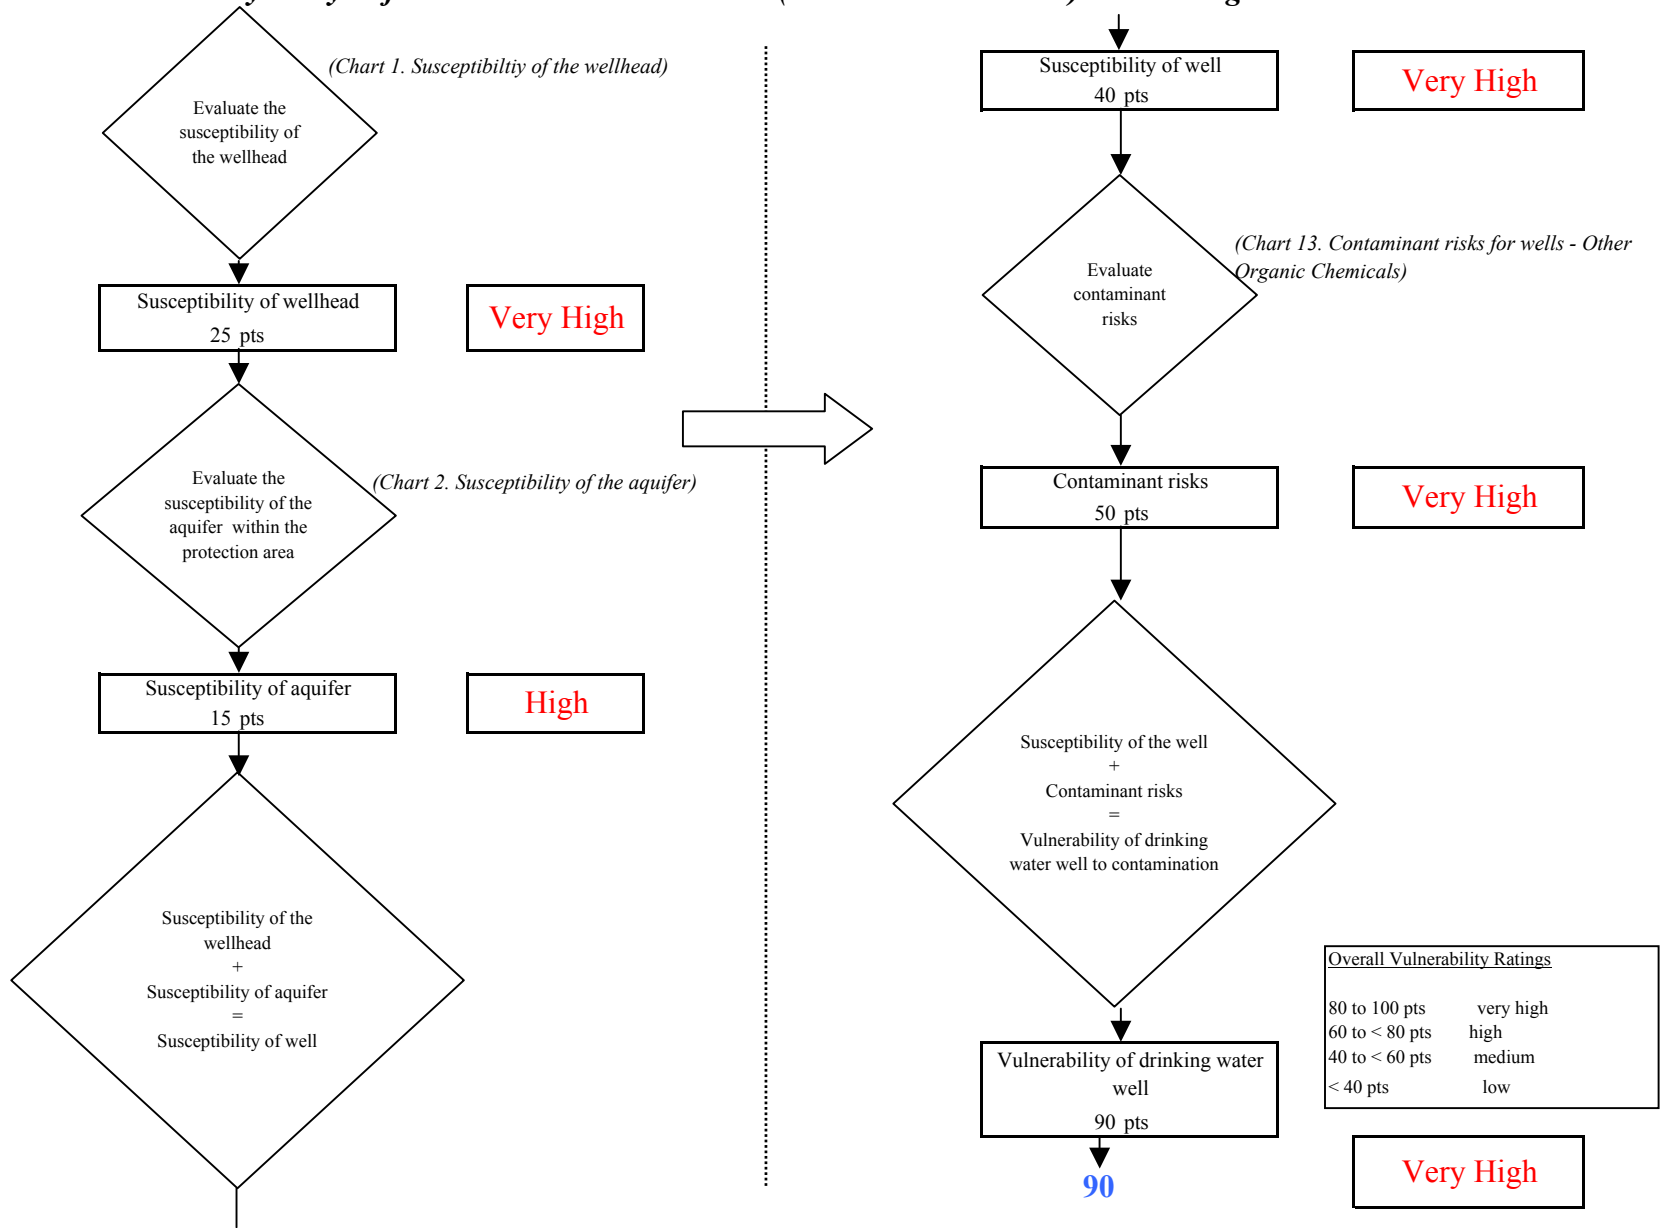 (Chart 1. Susceptibiltiy of the wellhead)
Evaluate the
susceptibility of
the wellhead
Susceptibility of wellhead
25 pts
Very High
Evaluate the
susceptibility of the
aquifer within the
protection area
(Chart 2. Susceptibility of the aquifer)
Susceptibility of aquifer
15 pts
High
Susceptibility of the
wellhead
+
Susceptibility of aquifer
=
Susceptibility of well
Susceptibility of well
40 pts
Very High
Evaluate
contaminant
risks
(Chart 13. Contaminant risks for wells - Other
Organic Chemicals)
Contaminant risks
50 pts
Very High
Susceptibility of the well
+
Contaminant risks
=
Vulnerability of drinking
water well to contamination
Overall Vulnerability Ratings
80 to 100 pts very high
60 to < 80 pts high
40 to < 60 pts medium
< 40 pts low
Vulnerability of drinking water
well
90 pts
90
Very High